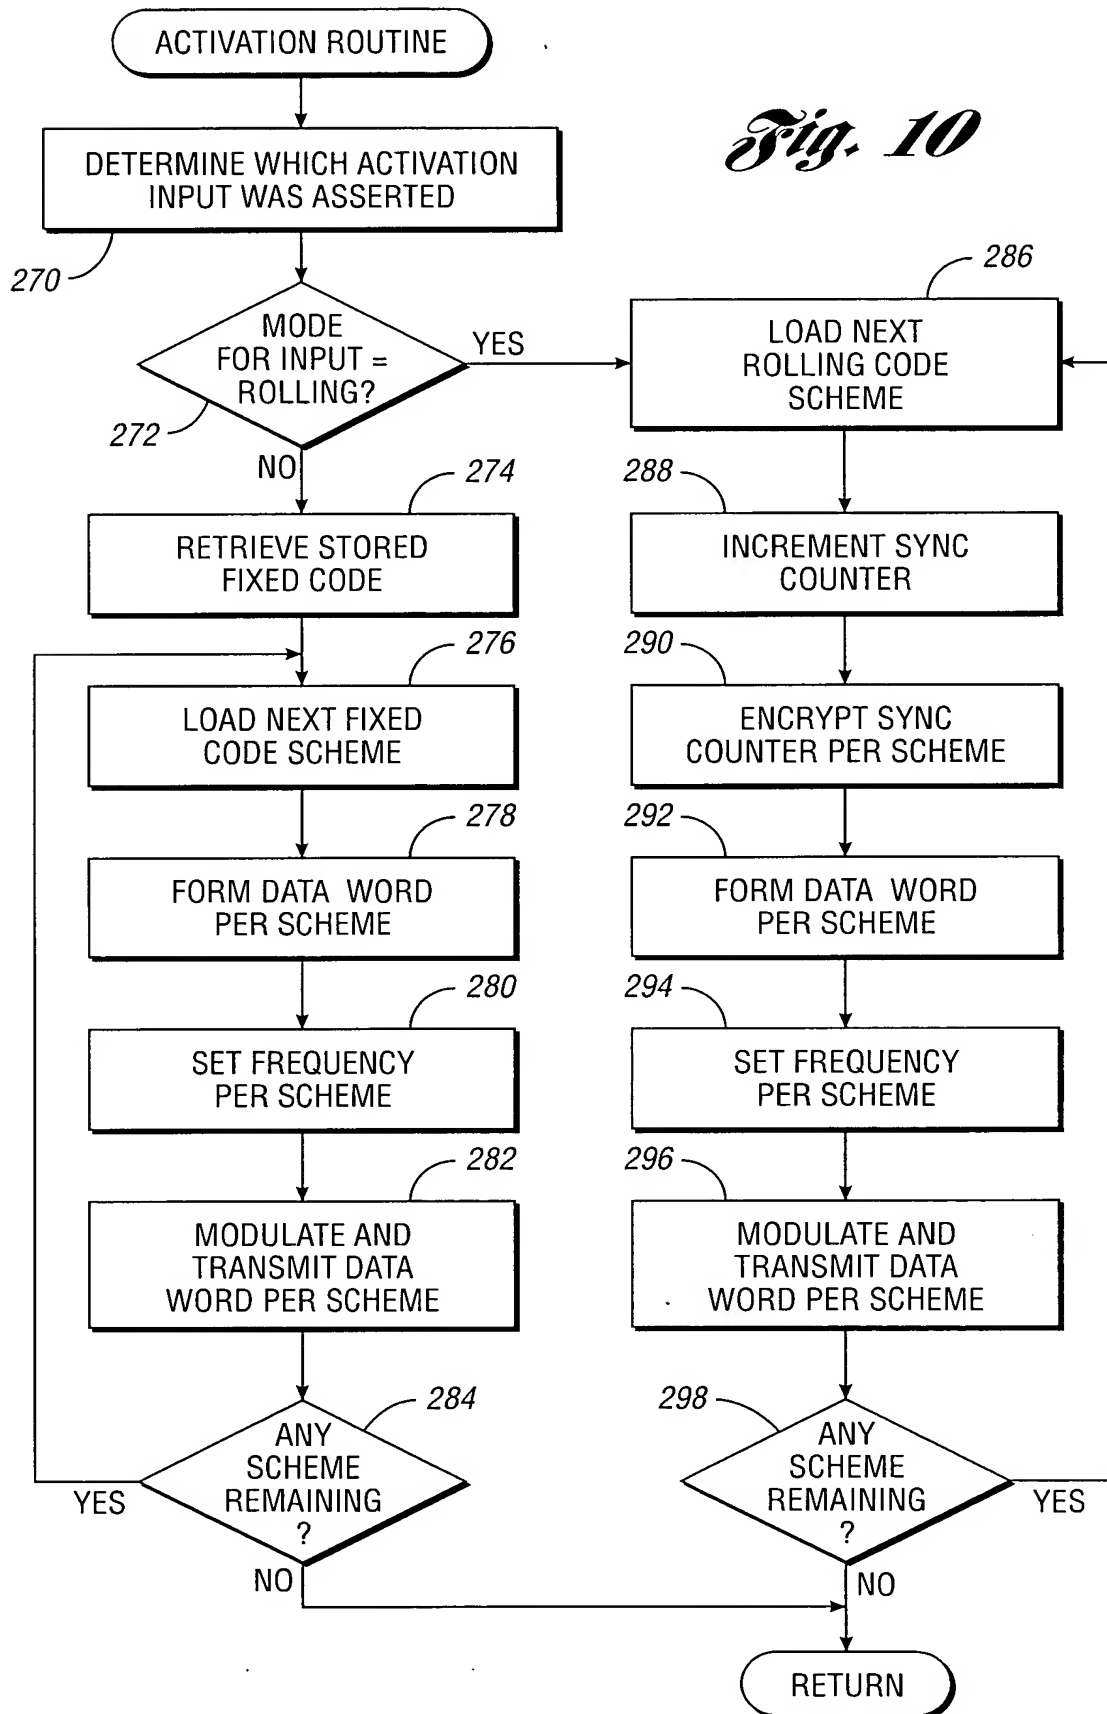 ACTIVATION ROUTINE
Fig. 10
DETERMINE WHICH ACTIVATION
INPUT WAS ASSERTED
270
MODE
FOR INPUT =
ROLLING?
272
YES
NO
274
RETRIEVE STORED
FIXED CODE
276
LOAD NEXT FIXED
CODE SCHEME
278
FORM DATA WORD
PER SCHEME
280
SET FREQUENCY
PER SCHEME
282
MODULATE AND
TRANSMIT DATA
WORD PER SCHEME
284
ANY
SCHEME
REMAINING
?
YES
NO
286
LOAD NEXT
ROLLING CODE
SCHEME
288
INCREMENT SYNC
COUNTER
290
ENCRYPT SYNC
COUNTER PER SCHEME
292
FORM DATA WORD
PER SCHEME
294
SET FREQUENCY
PER SCHEME
296
MODULATE AND
TRANSMIT DATA
WORD PER SCHEME
298
ANY
SCHEME
REMAINING
?
YES
NO
RETURN